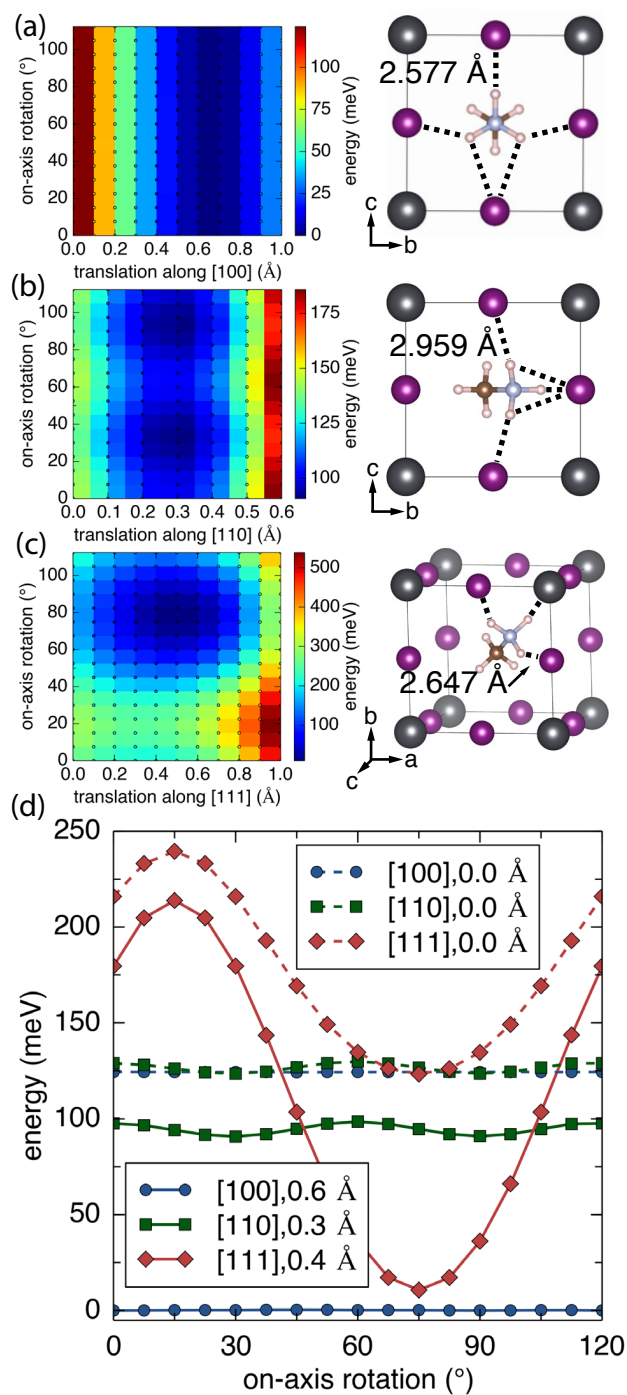 (a)
on-axis rotation (°)
100
80
60
40
20
0
0.0 0.2 0.4 0.6 0.8 1.0
translation along [100] (Å)
100
75
50
25
0
energy (meV)
2.577 Å
c
b
(b)
on-axis rotation (°)
100
80
60
40
20
0
0.0 0.1 0.2 0.3 0.4 0.5 0.6
translation along [110] (Å)
175
150
125
100
energy (meV)
2.959 Å
c
b
(c)
on-axis rotation (°)
100
80
60
40
20
0
0.0 0.2 0.4 0.6 0.8 1.0
translation along [111] (Å)
500
400
300
200
100
energy (meV)
2.647 Å
b
c a
(d)
energy (meV)
250
200
150
100
50
0
[100],0.0 Å
[110],0.0 Å
[111],0.0 Å
[100],0.6 Å
[110],0.3 Å
[111],0.4 Å
0 30 60 90 120
on-axis rotation (°)